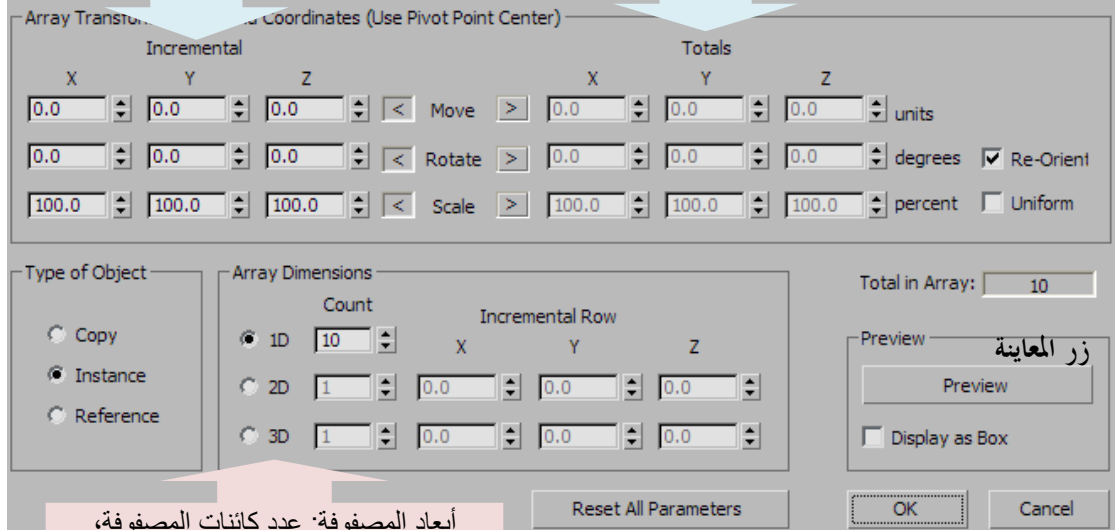 Array Transfor Coordinates (Use Pivot Point Center)
Incremental Totals
X Y Z X Y Z
0.0 0.0 0.0 < Move > 0.0 0.0 0.0 units
0.0 0.0 0.0 < Rotate > 0.0 0.0 0.0 degrees Re-Orient
100.0 100.0 100.0 < Scale > 100.0 100.0 100.0 percent Uniform
Type of Object
Copy
Instance
Reference
Array Dimensions
Count
Incremental Row
1D 10 X Y Z
2D 1 0.0 0.0 0.0
3D 1 0.0 0.0 0.0
Total in Array: 10
Preview
زر المعاينة
Preview
Display as Box
أبعاد المصفوفة: عدد كائنات المصفوفة،
Reset All Parameters OK Cancel